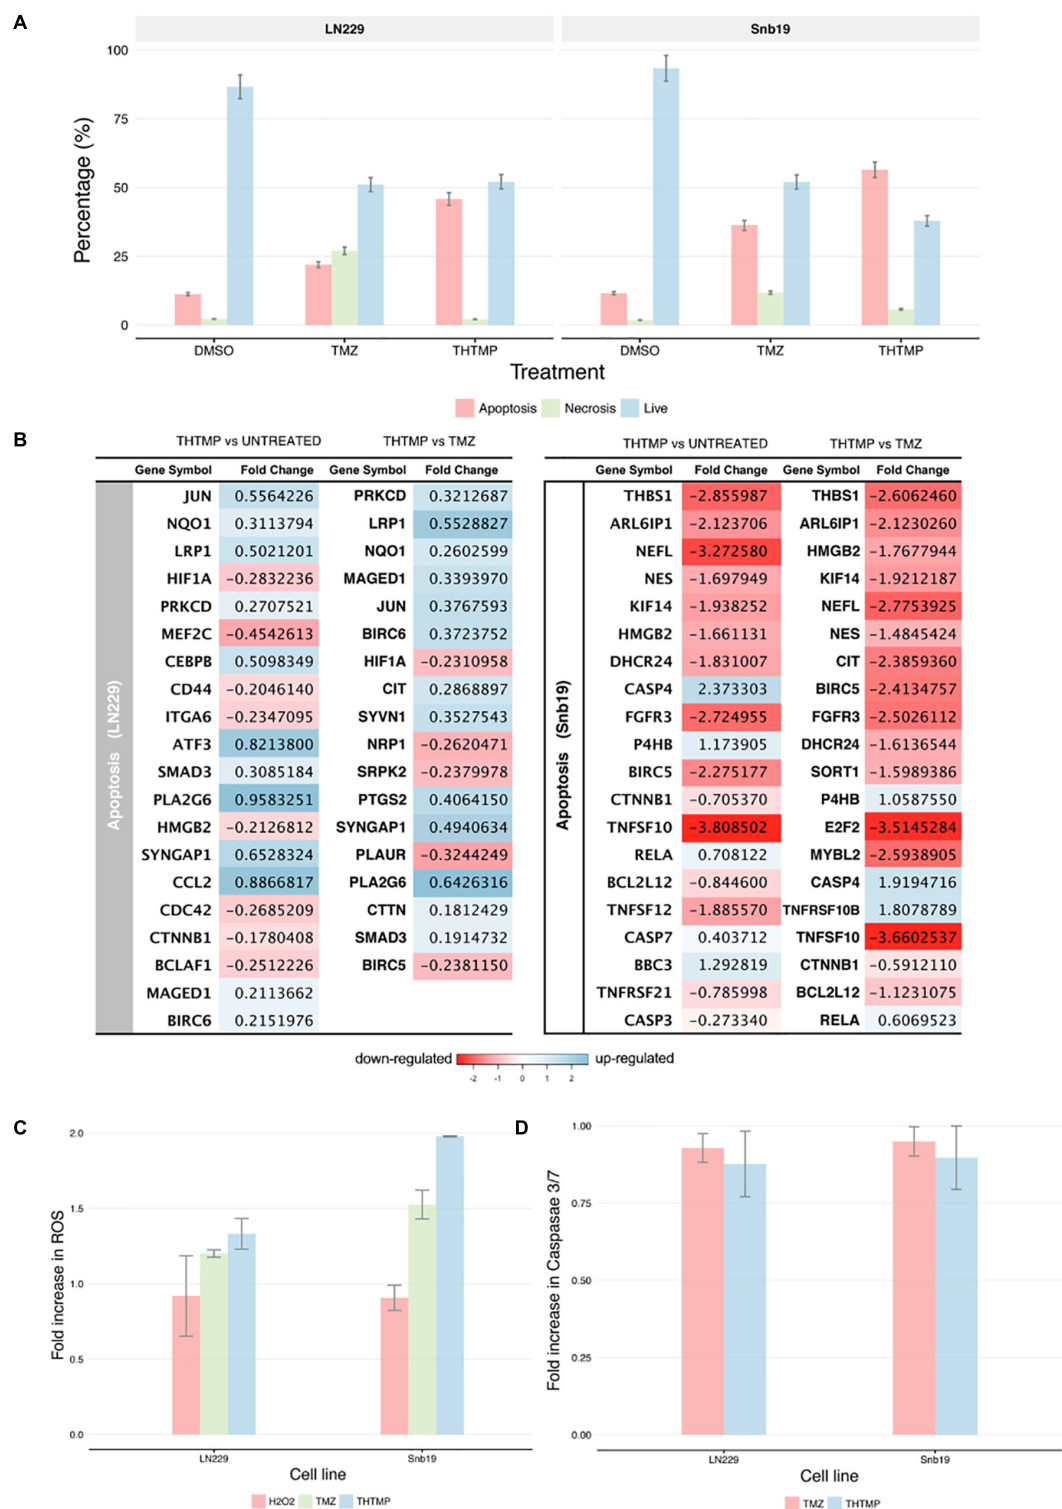 A
LN229 Snb19
100
75
50
25
0
Percentage (%)
DMSO TMZ THTMP DMSO TMZ THTMP
Treatment
Apoptosis Necrosis Live
B
THTMP vs UNTREATED THTMP vs TMZ THTMP vs UNTREATED THTMP vs TMZ
Gene Symbol Fold Change Gene Symbol Fold Change Gene Symbol Fold Change Gene Symbol Fold Change
Apoptosis (LN229)
Apoptosis (Snb19)
JUN 0.5564226 PRKCD 0.3212687 THBS1 −2.855987 THBS1 −2.6062460
NQO1 0.3113794 LRP1 0.5528827 ARL6IP1 −2.123706 ARL6IP1 −2.1230260
LRP1 0.5021201 NQO1 0.2602599 NEFL −3.272580 HMGB2 −1.7677944
HIF1A −0.2832236 MAGED1 0.3393970 NES −1.697949 KIF14 −1.9212187
PRKCD 0.2707521 JUN 0.3767593 KIF14 −1.938252 NEFL −2.7753925
MEF2C −0.4542613 BIRC6 0.3723752 HMGB2 −1.661131 NES −1.4845424
CEBPB 0.5098349 HIF1A −0.2310958 DHCR24 −1.831007 CIT −2.3859360
CD44 −0.2046140 CIT 0.2868897 CASP4 2.373303 BIRC5 −2.4134757
ITGA6 −0.2347095 SYVN1 0.3527543 FGFR3 −2.724955 FGFR3 −2.5026112
ATF3 0.8213800 NRP1 −0.2620471 P4HB 1.173905 DHCR24 −1.6136544
SMAD3 0.3085184 SRPK2 −0.2379978 BIRC5 −2.275177 SORT1 −1.5989386
PLA2G6 0.9583251 PTGS2 0.4064150 CTNNB1 −0.705370 P4HB 1.0587550
HMGB2 −0.2126812 SYNGAP1 0.4940634 TNFSF10 −3.808502 E2F2 −3.5145284
SYNGAP1 0.6528324 PLAUR −0.3244249 RELA 0.708122 MYBL2 −2.5938905
CCL2 0.8866817 PLA2G6 0.6426316 BCL2L12 −0.844600 CASP4 1.9194716
CDC42 −0.2685209 CTTN 0.1812429 TNFSF12 −1.885570 TNFRSF10B 1.8078789
CTNNB1 −0.1780408 SMAD3 0.1914732 CASP7 0.403712 TNFSF10 −3.6602537
BCLAF1 −0.2512226 BIRC5 −0.2381150 BBC3 1.292819 CTNNB1 −0.5912110
MAGED1 0.2113662 TNFRSF21 −0.785998 BCL2L12 −1.1231075
BIRC6 0.2151976 CASP3 −0.273340 RELA 0.6069523
down-regulated up-regulated
-2 -1 0 1 2
C
2.0
1.5
1.0
0.5
0.0
Fold increase in ROS
LN229 Snb19
Cell line
H2O2 TMZ THTMP
D
1.00
0.75
0.50
0.25
0.00
Fold increase in Caspasae 3/7
LN229 Snb19
Cell line
TMZ THTMP